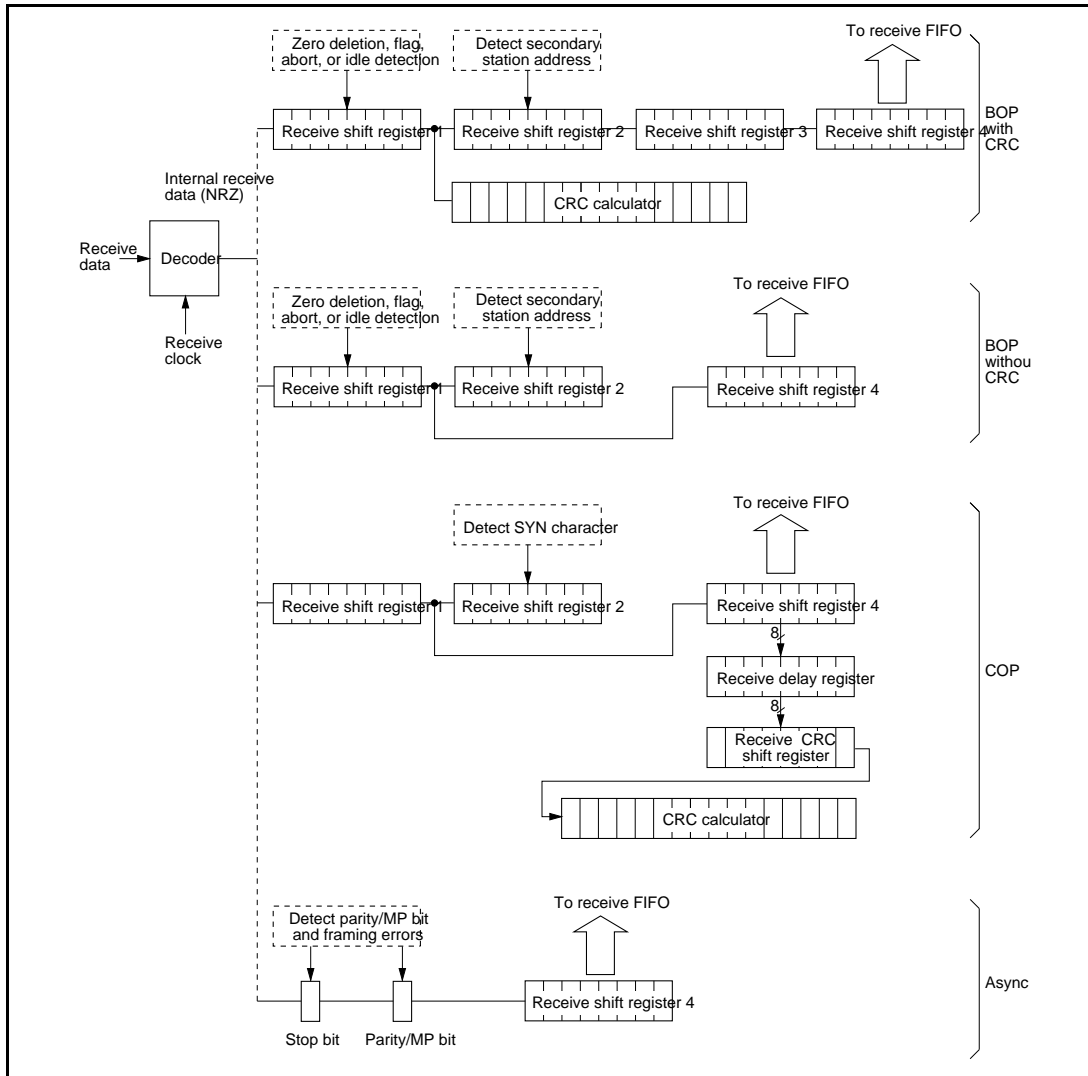 Zero deletion, flag,
abort, or idle detection
Detect secondary
station address
To receive FIFO
Receive shift register 1
Receive shift register 2
Receive shift register 3
Receive shift register 4
BOP
with
CRC
Internal receive
data (NRZ)
CRC calculator
Receive
data
Decoder
Receive
clock
Zero deletion, flag,
abort, or idle detection
Detect secondary
station address
To receive FIFO
Receive shift register 1
Receive shift register 2
Receive shift register 4
BOP
withou
CRC
Detect SYN character
To receive FIFO
Receive shift register 1
Receive shift register 2
Receive shift register 4
8
Receive delay register
8
Receive CRC
shift register
CRC calculator
COP
Detect parity/MP bit
and framing errors
To receive FIFO
Receive shift register 4
Stop bit
Parity/MP bit
Async